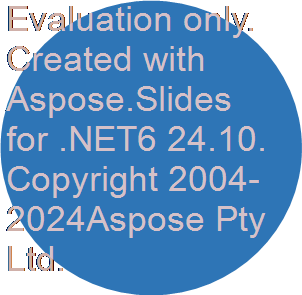 Evaluation only.
Created with
Aspose.Slides
for .NET6 24.10.
Copyright 2004-
2024Aspose Pty
Ltd.